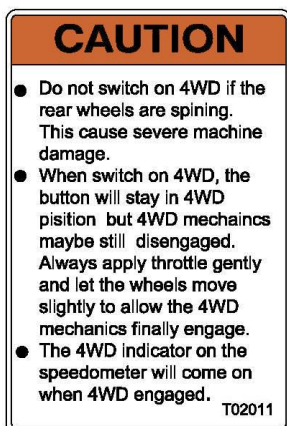 CAUTION
● Do not switch on 4WD if the
rear wheels are spining.
This cause severe machine
damage.
● When switch on 4WD, the
button will stay in 4WD
pisition but 4WD mechaincs
maybe still disengaged.
Always apply throttle gently
and let the wheels move
slightly to allow the 4WD
mechanics finally engage.
● The 4WD indicator on the
speedometer will come on
when 4WD engaged.
T02011